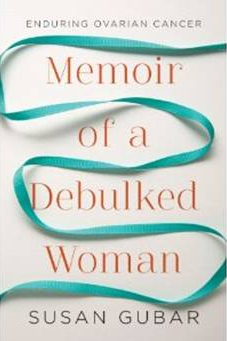 ENDURING OVARIAN CANCER
Memoir
of a
Debulked
Woman
SUSAN GUBAR